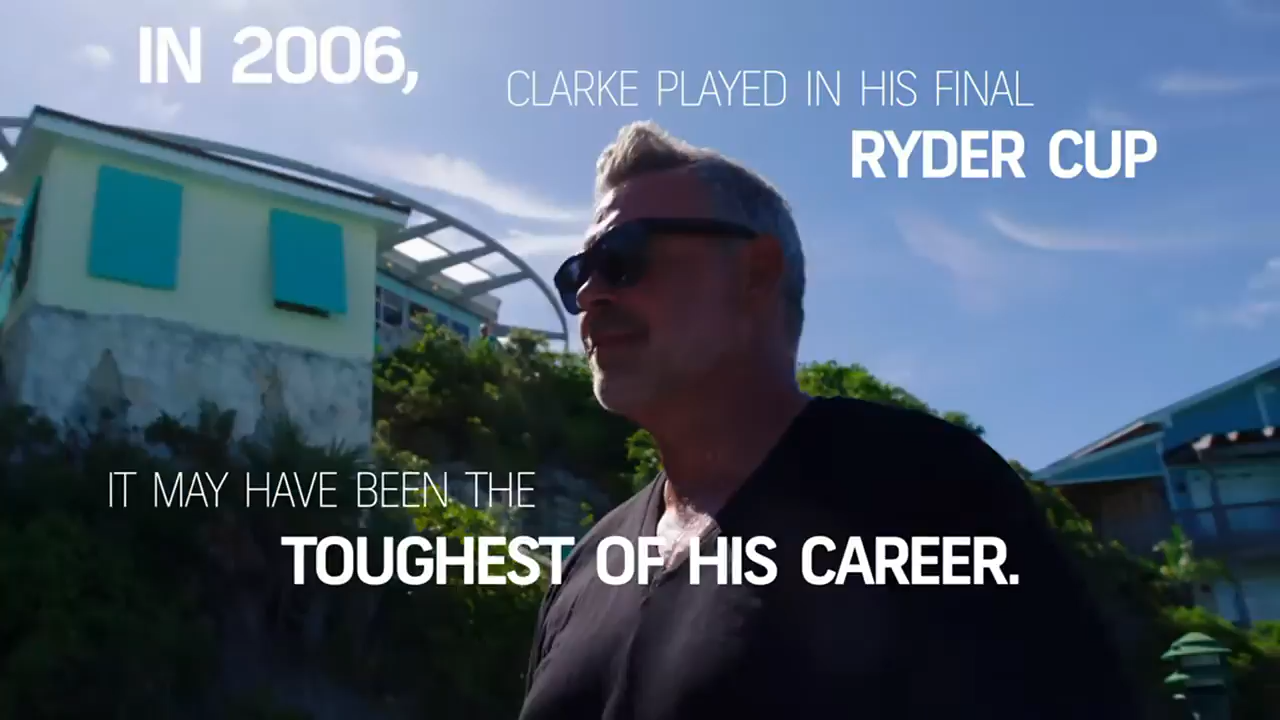 IN 2006,
CLARKE PLAYED IN HIS FINAL
RYDER CUP
IT MAY HAVE BEEN THE
TOUGHEST OF HIS CAREER.